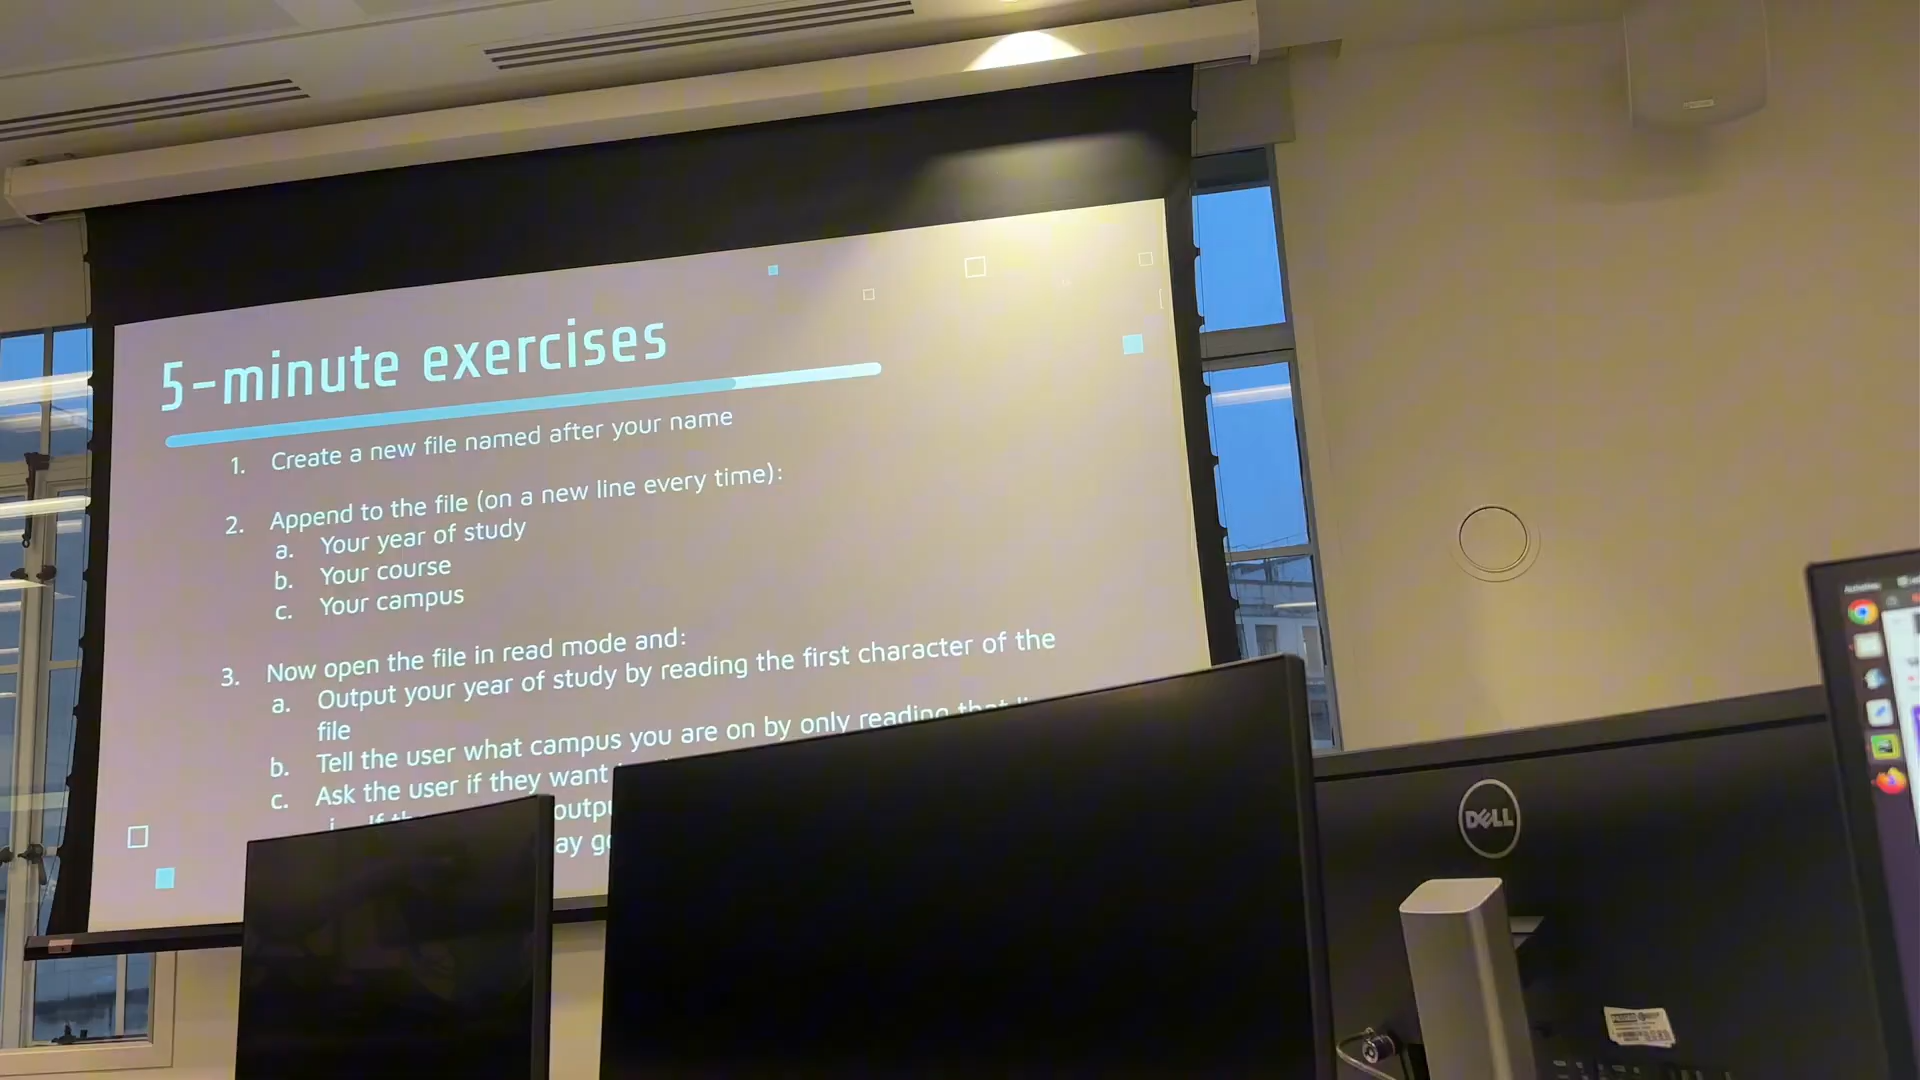 5-minute exercises
1. Create a new file named after your name
2. Append to the file (on a new line every time):
a. Your year of study
b. Your course
c. Your campus
3. Now open the file in read mode and:
a. Output your year of study by reading the first character of the
file
b. Tell the user what campus you are on by only reading that
c. Ask the user if they want
i. If
DELL
Activities